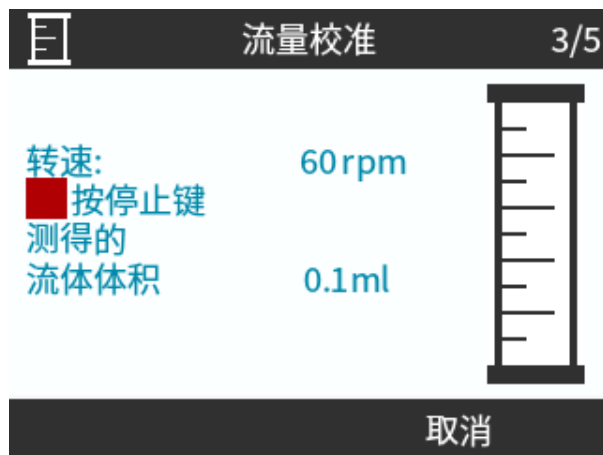 流量校准 3/5
转速: 60rpm
按停止键
测得的
流体体积 0.1ml
取消